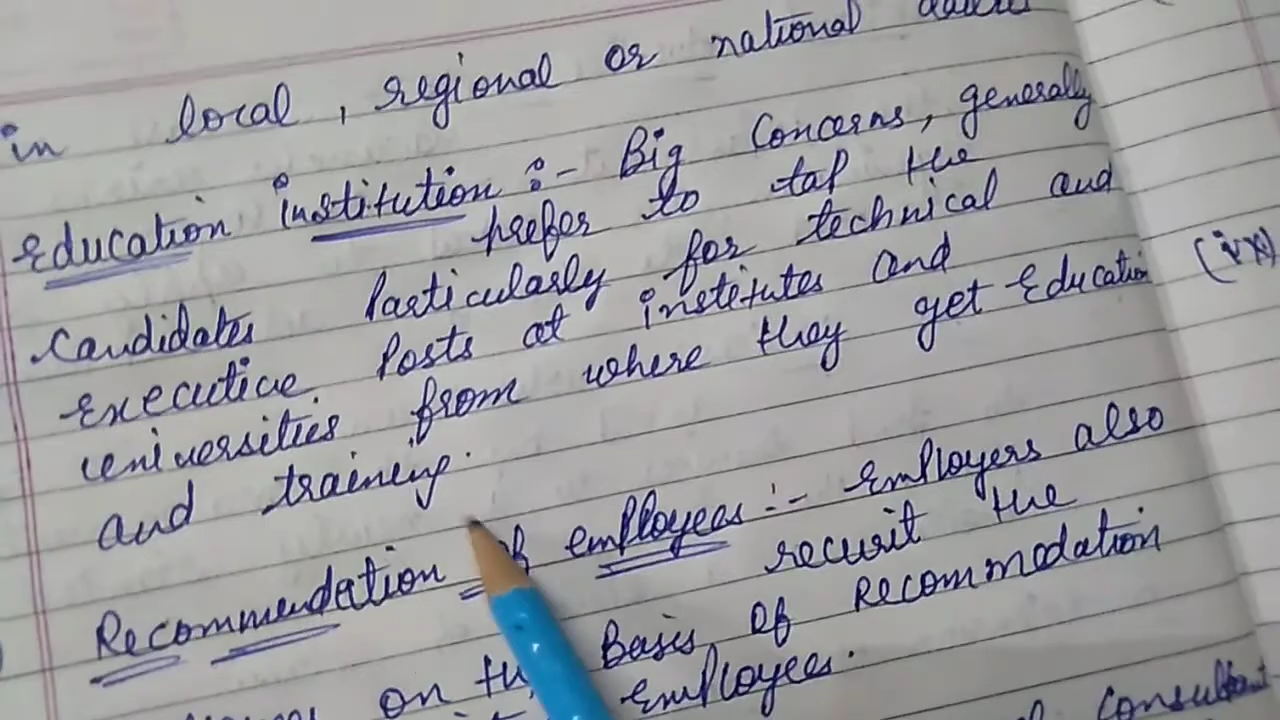 in local, regional or national
Education institution :- Big Concerns, generally
prefer to tap the
Candidates Particularly for technical and
Executive. Posts at institutes and
universities from where they get Education (ix)
and training.
Recommendation of employees :- Employers also
recurit the
on the Basis of Recommodation
Employees.